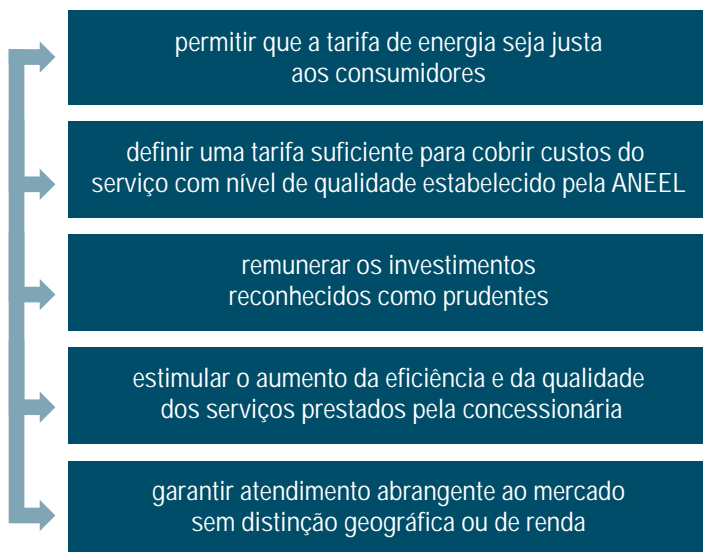 permitir que a tarifa de energia seja justa
aos consumidores
definir uma tarifa suficiente para cobrir custos do
serviço com nível de qualidade estabelecido pela ANEEL
remunerar os investimentos
reconhecidos como prudentes
estimular o aumento da eficiência e da qualidade
dos serviços prestados pela concessionária
garantir atendimento abrangente ao mercado
sem distinção geográfica ou de renda